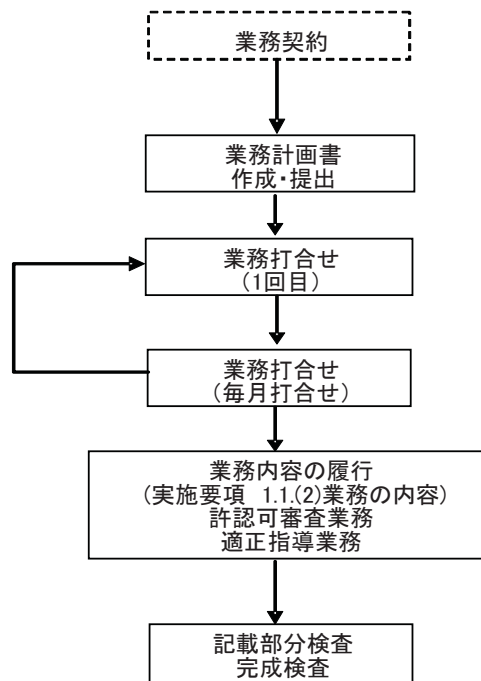 業務契約
業務計画書
作成・提出
業務打合せ
(1回目)
業務打合せ
(毎月打合せ)
業務内容の履行
(実施要項 1.1.(2)業務の内容)
許認可審査業務
適正指導業務
記載部分検査
完成検査